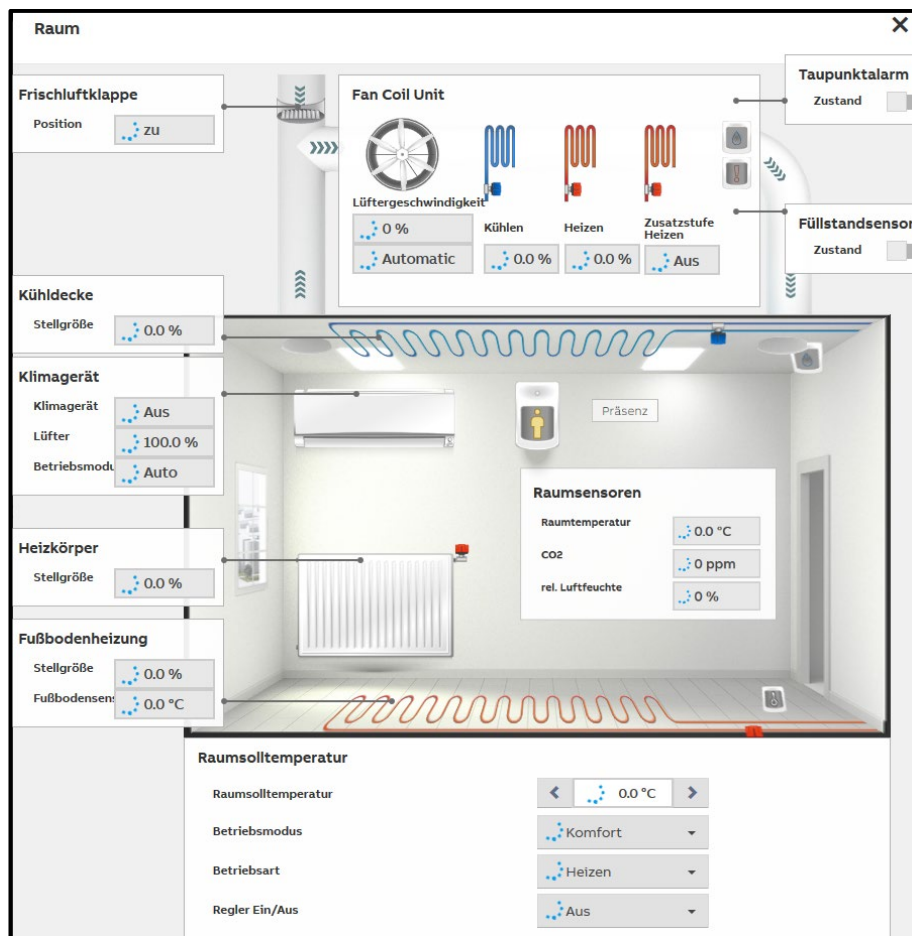 Raum
Frischluftklappe
Position zu
Fan Coil Unit
Lüftergeschwindigkeit
0 %
Automatic
Kühlen
0.0 %
Heizen
0.0 %
Zusatzstufe
Heizen
Aus
Taupunktalarm
Zustand
Füllstandsensor
Zustand
Kühldecke
Stellgröße 0.0 %
Klimagerät
Klimagerät Aus
Lüfter 100.0 %
Betriebsmodu Auto
Präsenz
Raumsensoren
Raumtemperatur 0.0 °C
CO2 0 ppm
rel. Luftfeuchte 0 %
Heizkörper
Stellgröße 0.0 %
Fußbodenheizung
Stellgröße 0.0 %
Fußbodensens 0.0 °C
Raumsolltemperatur
Raumsolltemperatur 0.0 °C
Betriebsmodus Komfort
Betriebsart Heizen
Regler Ein/Aus Aus